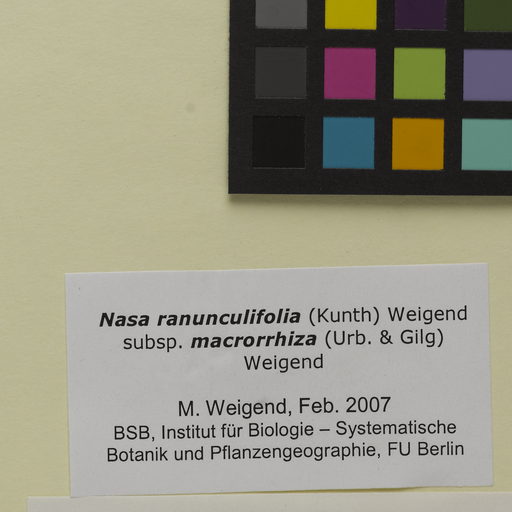 Nasa ranunculifolia (Kunth) Weigend
subsp. macrorrhiza (Urb. & Gilg)
Weigend
M. Weigend, Feb. 2007
BSB, Institut für Biologie – Systematische
Botanik und Pflanzengeographie, FU Berlin